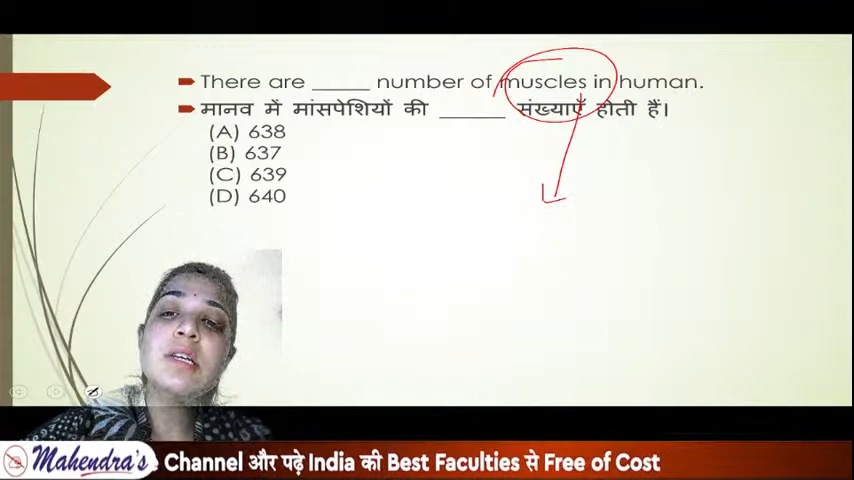 There are _____ number of muscles in human.
मानव में मांसपेशियों की ______ संख्याएँ होती हैं।
(A) 638
(B) 637
(C) 639
(D) 640
Mahendra's Channel और पढ़े India की Best Faculties से Free of Cost